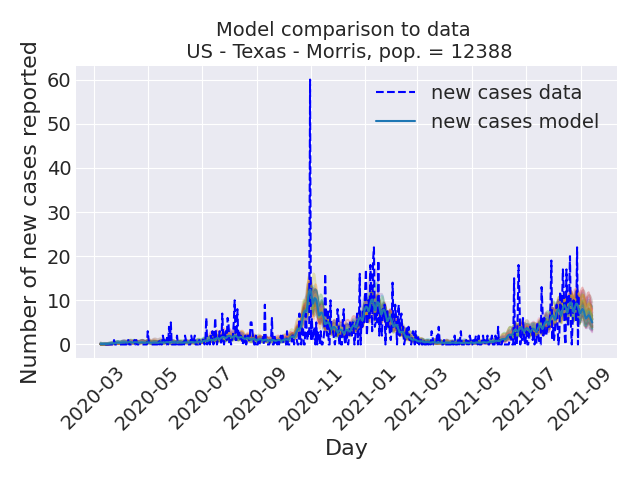 Model comparison to data
US - Texas - Morris, pop. = 12388
Number of new cases reported
60
50
40
30
20
10
0
new cases data
new cases model
2020-03
2020-05
2020-07
2020-09
2020-11
2021-01
2021-03
2021-05
2021-07
2021-09
Day